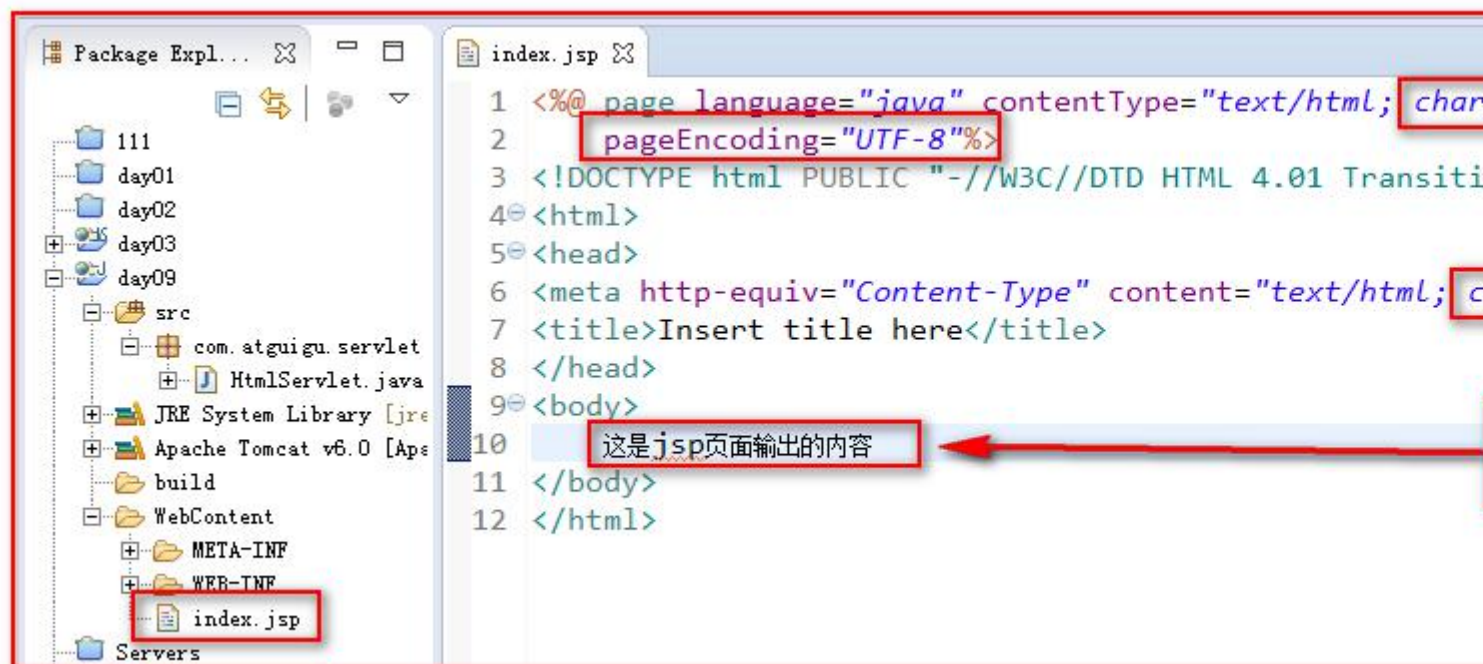 Package Expl...
111
day01
day02
day03
day09
src
com.atguigu.servlet
HtmlServlet.java
JRE System Library [jre
Apache Tomcat v6.0 [Apa
build
WebContent
META-INF
WEB-INF
index.jsp
Servers
index.jsp
1 <%@ page language="java" contentType="text/html; char
2 pageEncoding="UTF-8"%>
3 <!DOCTYPE html PUBLIC "-//W3C//DTD HTML 4.01 Transiti
4 <html>
5 <head>
6 <meta http-equiv="Content-Type" content="text/html; c
7 <title>Insert title here</title>
8 </head>
9 <body>
10 这是jsp页面输出的内容
11 </body>
12 </html>